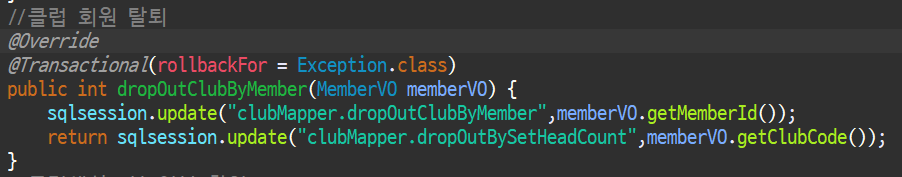 //클럽 회원 탈퇴
@Override
@Transactional(rollbackFor = Exception.class)
public int dropOutClubByMember(MemberVO memberVO) {
sqlsession.update("clubMapper.dropOutClubByMember",memberVO.getMemberId());
return sqlsession.update("clubMapper.dropOutBySetHeadCount",memberVO.getClubCode());
}